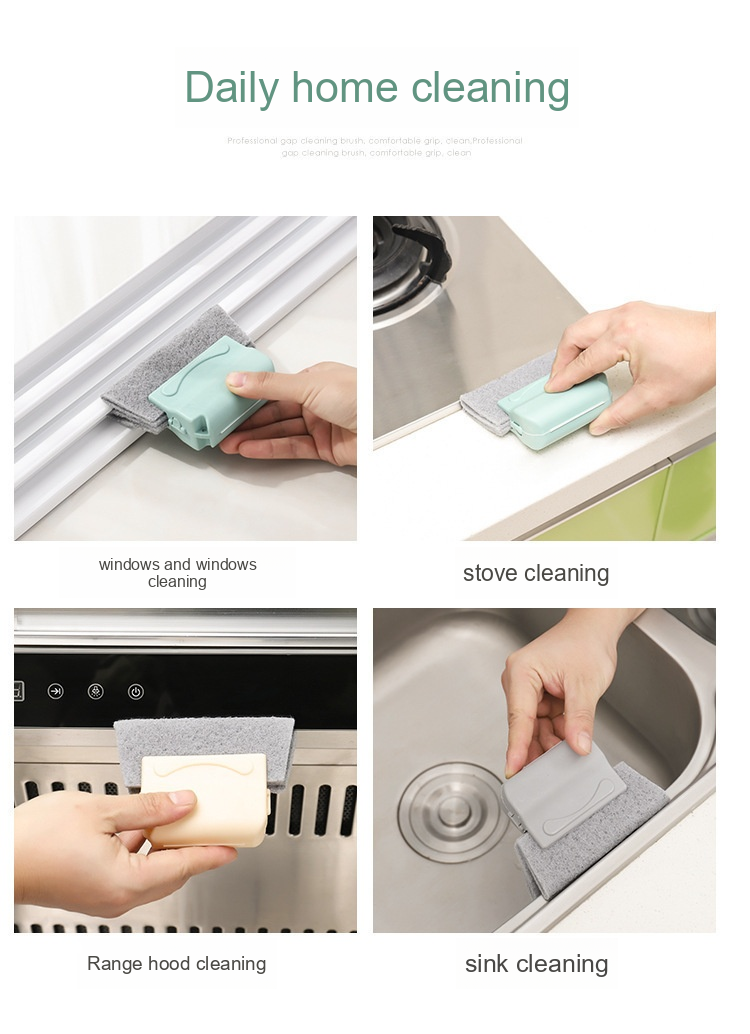 Daily home cleaning
Professional gap cleaning brush, comfortable grip, clean,Professional
gap cleaning brush, comfortable grip, clean
windows and windows
cleaning
stove cleaning
Range hood cleaning
sink cleaning